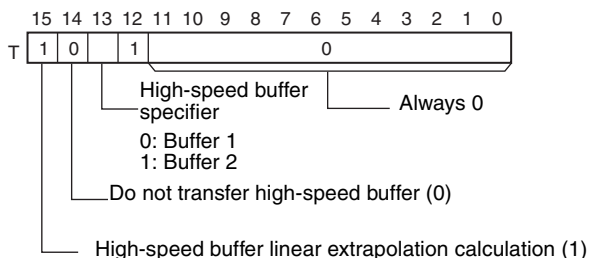 15 14 13 12 11 10 9 8 7 6 5 4 3 2 1 0
T 1 0 1 0
High-speed buffer
specifier
Always 0
0: Buffer 1
1: Buffer 2
Do not transfer high-speed buffer (0)
High-speed buffer linear extrapolation calculation (1)